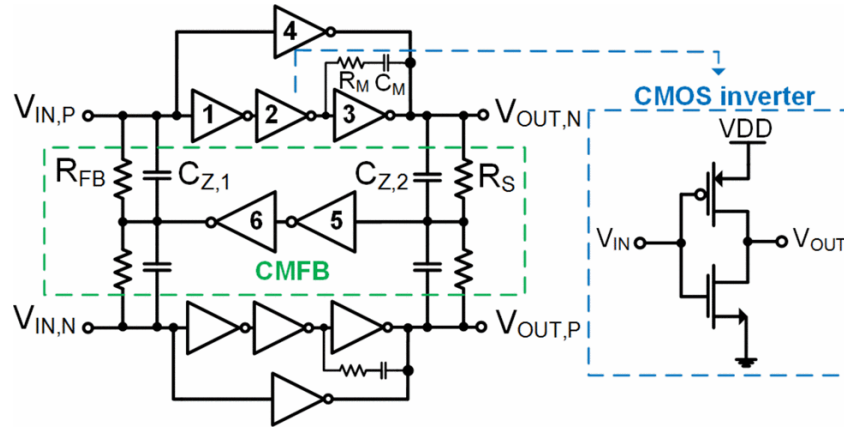 4
R_M C_M
V_IN,P 1 2 3 V_OUT,N
CMOS inverter
VDD
R_FB C_Z,1 C_Z,2 R_S
6 5
CMFB
V_IN V_OUT
V_IN,N V_OUT,P